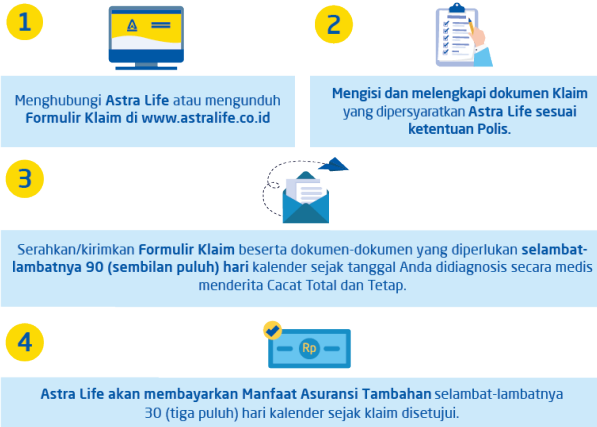 1
Menghubungi Astra Life atau mengunduh
Formulir Klaim di www.astralife.co.id
2
Mengisi dan melengkapi dokumen Klaim
yang dipersyaratkan Astra Life sesuai
ketentuan Polis.
3
Serahkan/kirimkan Formulir Klaim beserta dokumen-dokumen yang diperlukan selambat-
lambatnya 90 (sembilan puluh) hari kalender sejak tanggal Anda didiagnosis secara medis
menderita Cacat Total dan Tetap.
4
Rp
Astra Life akan membayarkan Manfaat Asuransi Tambahan selambat-lambatnya
30 (tiga puluh) hari kalender sejak klaim disetujui.